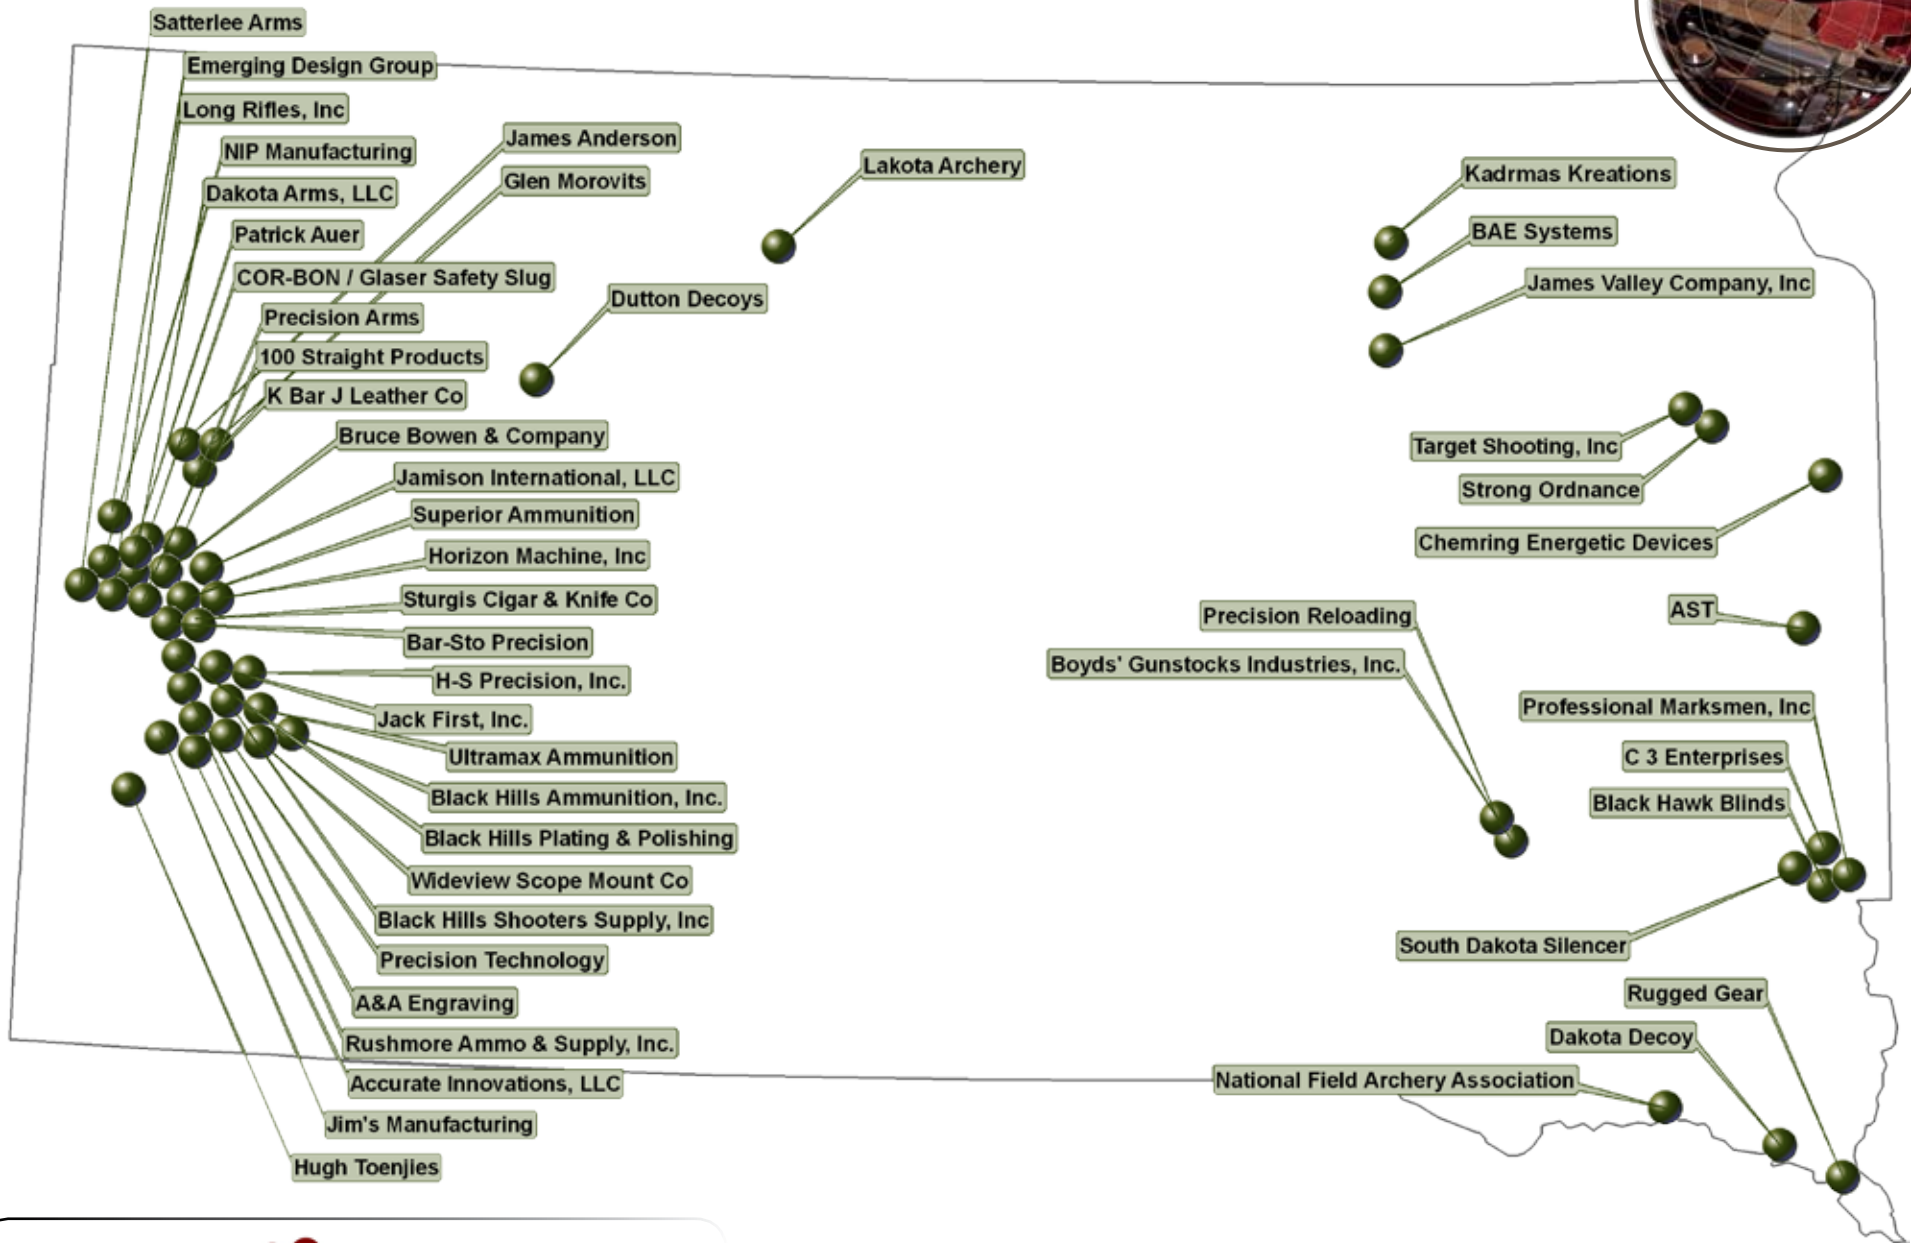 Satterlee Arms
Emerging Design Group
Long Rifles, Inc
NIP Manufacturing
Dakota Arms, LLC
Patrick Auer
COR-BON / Glaser Safety Slug
Precision Arms
100 Straight Products
K Bar J Leather Co
James Anderson
Glen Morovits
Lakota Archery
Dutton Decoys
Bruce Bowen & Company
Jamison International, LLC
Superior Ammunition
Horizon Machine, Inc
Sturgis Cigar & Knife Co
Bar-Sto Precision
H-S Precision, Inc.
Jack First, Inc.
Ultramax Ammunition
Black Hills Ammunition, Inc.
Black Hills Plating & Polishing
Wideview Scope Mount Co
Black Hills Shooters Supply, Inc
Precision Technology
A&A Engraving
Rushmore Ammo & Supply, Inc.
Accurate Innovations, LLC
Jim's Manufacturing
Hugh Toenjies
Kadrmas Kreations
BAE Systems
James Valley Company, Inc
Target Shooting, Inc
Strong Ordnance
Chemring Energetic Devices
AST
Precision Reloading
Boyds' Gunstocks Industries, Inc.
Professional Marksmen, Inc
C 3 Enterprises
Black Hawk Blinds
South Dakota Silencer
Rugged Gear
Dakota Decoy
National Field Archery Association